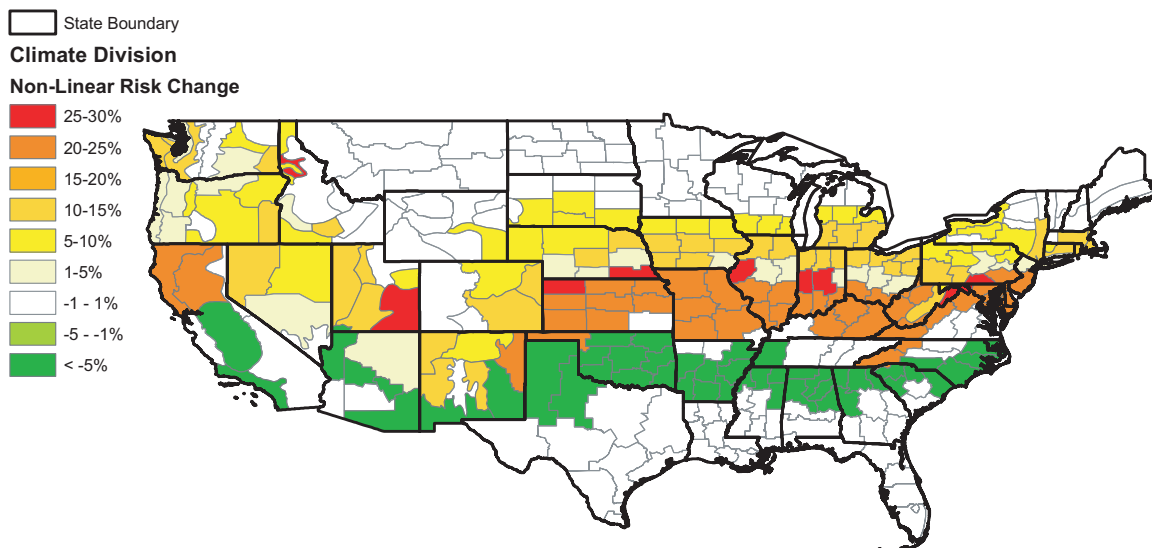 State Boundary
Climate Division
Non-Linear Risk Change
25-30%
20-25%
15-20%
10-15%
5-10%
1-5%
-1 - 1%
-5 - -1%
< -5%